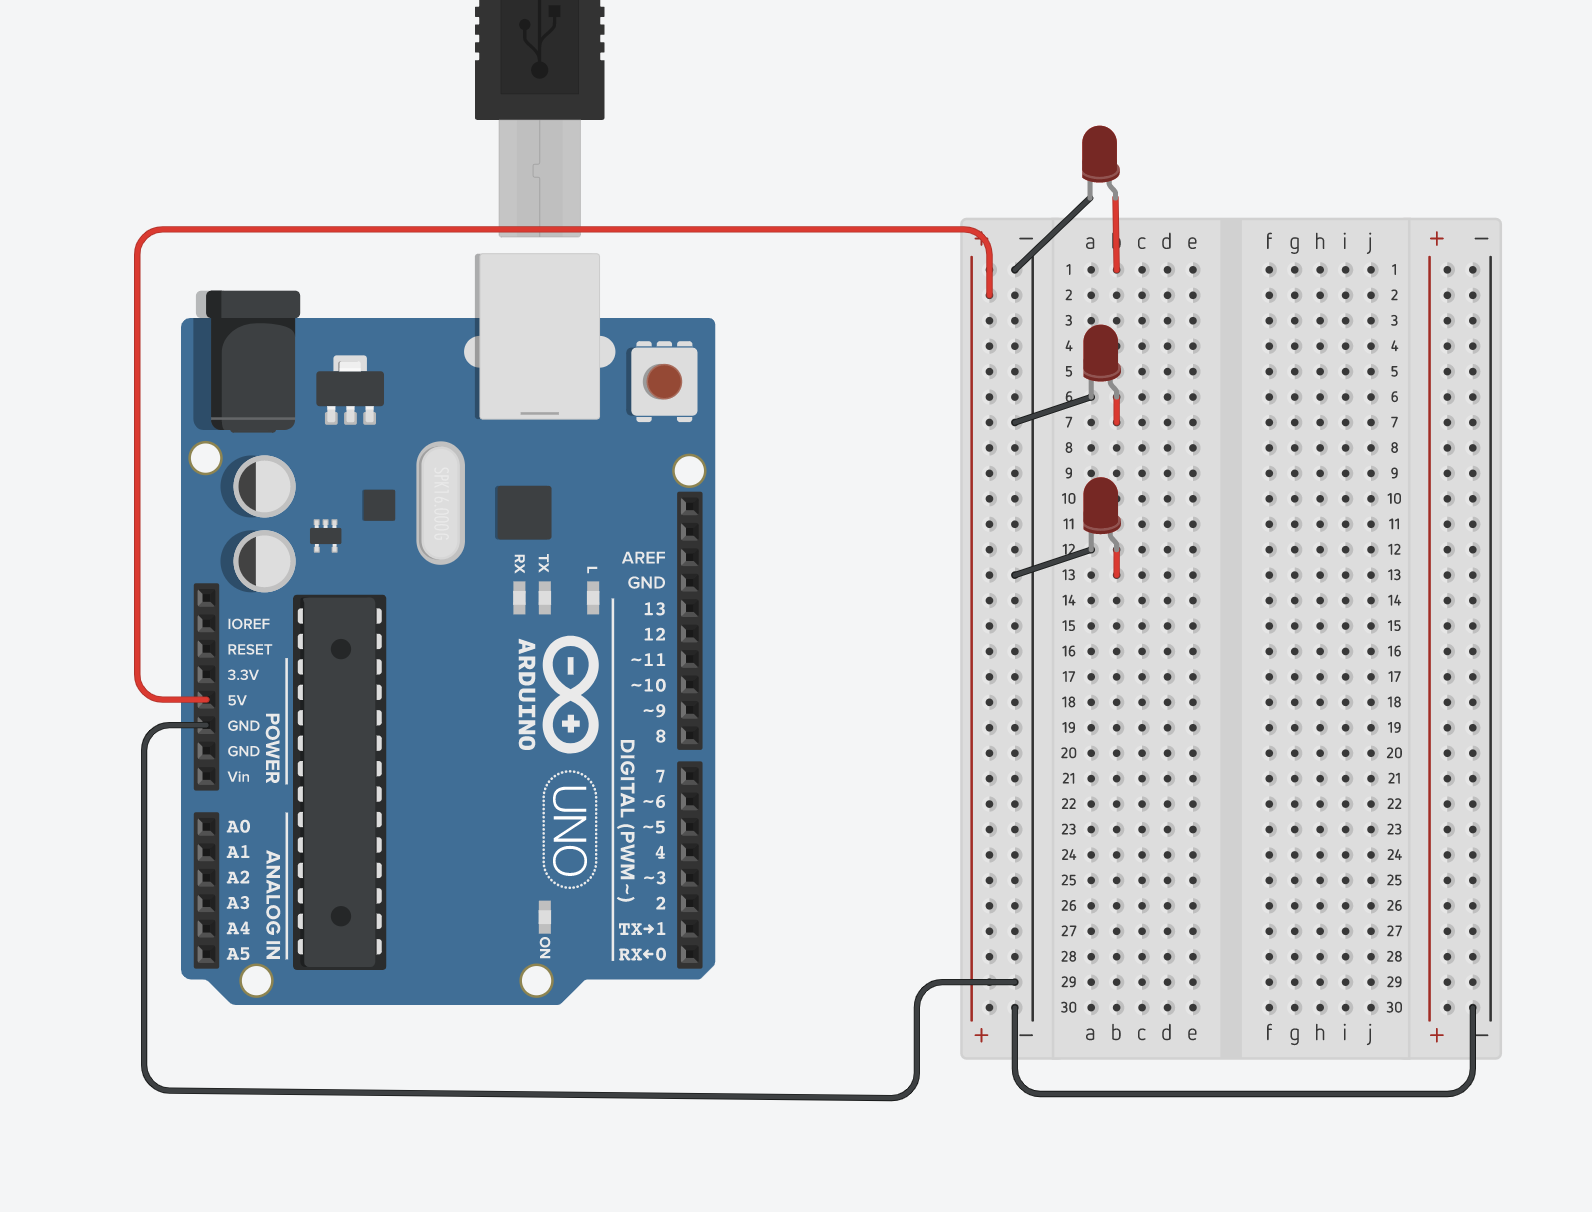 SPK16.000G
RX
TX
L
AREF
GND
13
12
~11
~10
~9
8
7
~6
~5
4
~3
2
TX→1
RX←0
DIGITAL (PWM ~)
ARDUINO
UNO
ON
IOREF
RESET
3.3V
5V
GND
GND
Vin
POWER
A0
A1
A2
A3
A4
A5
ANALOG IN
+ − a b c d e f g h i j + −
1 1
2 2
3 3
4 4
5 5
6 6
7 7
8 8
9 9
10 10
11 11
12 12
13 13
14 14
15 15
16 16
17 17
18 18
19 19
20 20
21 21
22 22
23 23
24 24
25 25
26 26
27 27
28 28
29 29
30 30
+ − a b c d e f g h i j + −